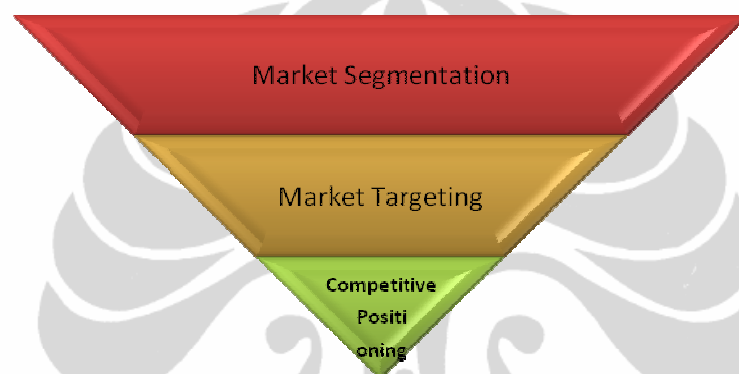 Market Segmentation
Market Targeting
Competitive
Positi
oning